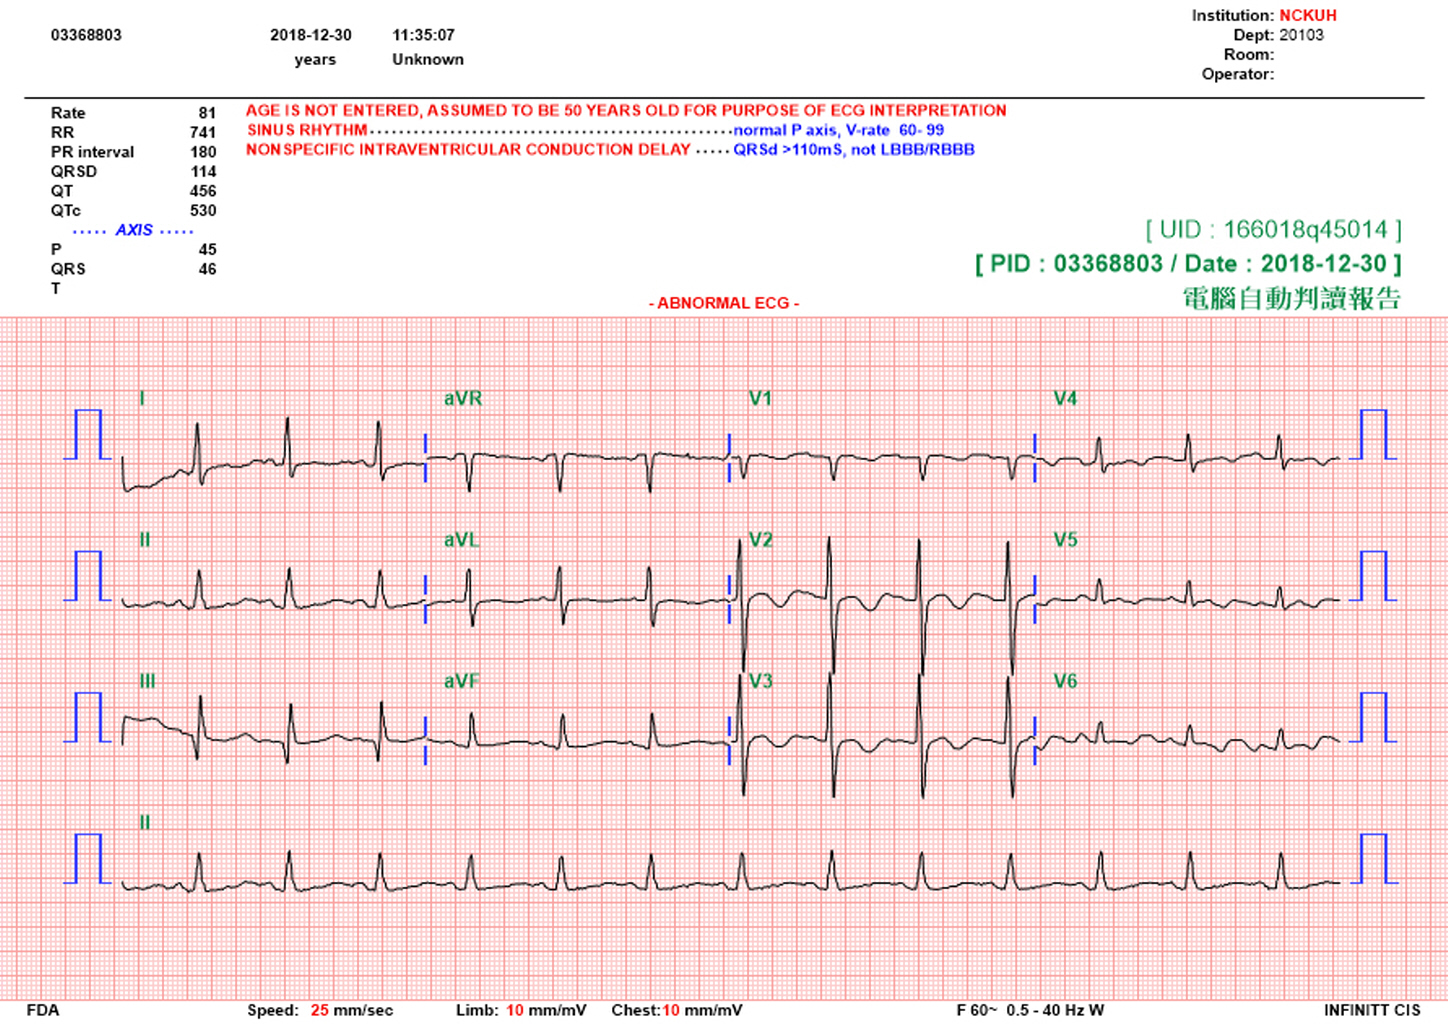 03368803 2018-12-30 11:35:07
years Unknown
Institution: NCKUH
Dept: 20103
Room:
Operator:
Rate 81
RR 741
PR interval 180
QRSD 114
QT 456
QTc 530
····· AXIS ·····
P 45
QRS 46
T
AGE IS NOT ENTERED, ASSUMED TO BE 50 YEARS OLD FOR PURPOSE OF ECG INTERPRETATION
SINUS RHYTHM··················································normal P axis, V-rate 60- 99
NONSPECIFIC INTRAVENTRICULAR CONDUCTION DELAY ·····QRSd >110mS, not LBBB/RBBB
[ UID : 166018q45014 ]
[ PID : 03368803 / Date : 2018-12-30 ]
電腦自動判讀報告
- ABNORMAL ECG -
I aVR V1 V4
II aVL V2 V5
III aVF V3 V6
II
FDA Speed: 25 mm/sec Limb: 10 mm/mV Chest:10 mm/mV F 60~ 0.5 - 40 Hz W INFINITT CIS